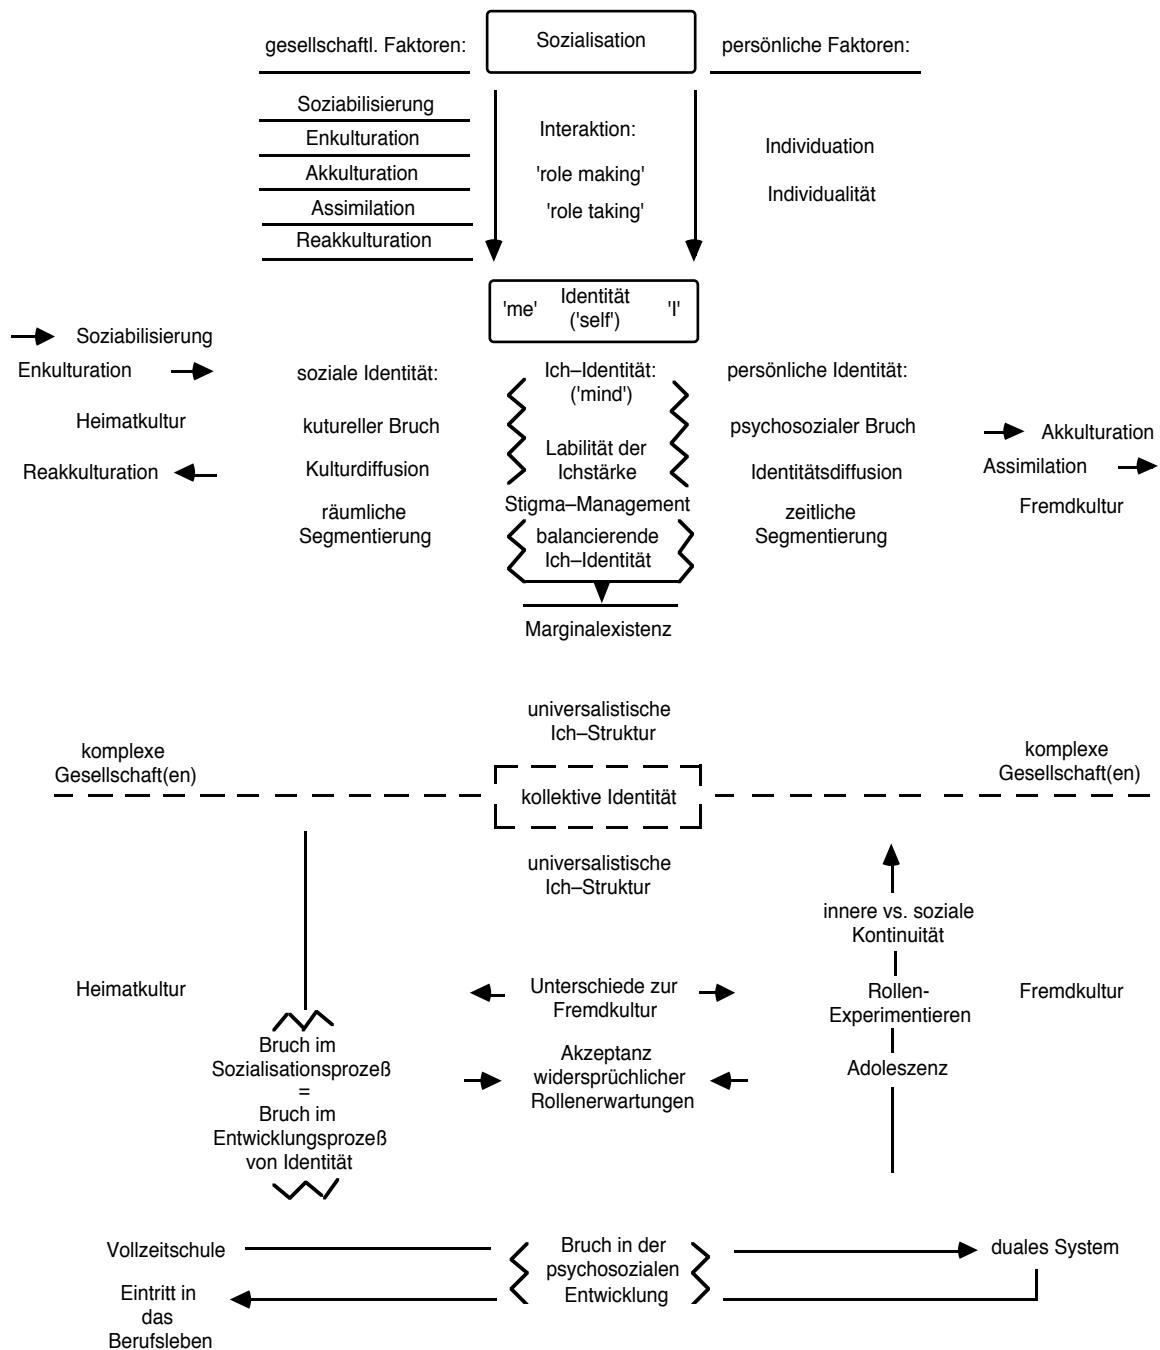 gesellschaftl. Faktoren:
Sozialisation
persönliche Faktoren:
Soziabilisierung
Enkulturation
Akkulturation
Assimilation
Reakkulturation
Interaktion:
'role making'
'role taking'
Individuation
Individualität
'me'
Identität
('self')
'I'
Soziabilisierung
Enkulturation
Heimatkultur
Reakkulturation
soziale Identität:
kutureller Bruch
Kulturdiffusion
räumliche
Segmentierung
Ich–Identität:
('mind')
Labilität der
Ichstärke
Stigma–Management
balancierende
Ich–Identität
Marginalexistenz
persönliche Identität:
psychosozialer Bruch
Identitätsdiffusion
zeitliche
Segmentierung
Akkulturation
Assimilation
Fremdkultur
universalistische
Ich–Struktur
komplexe
Gesellschaft(en)
kollektive Identität
komplexe
Gesellschaft(en)
universalistische
Ich–Struktur
innere vs. soziale
Kontinuität
Heimatkultur
Unterschiede zur
Fremdkultur
Rollen-
Experimentieren
Fremdkultur
Bruch im
Sozialisationsprozeß
=
Bruch im
Entwicklungsprozeß
von Identität
Akzeptanz
widersprüchlicher
Rollenerwartungen
Adoleszenz
Vollzeitschule
Bruch in der
psychosozialen
Entwicklung
duales System
Eintritt in
das
Berufsleben